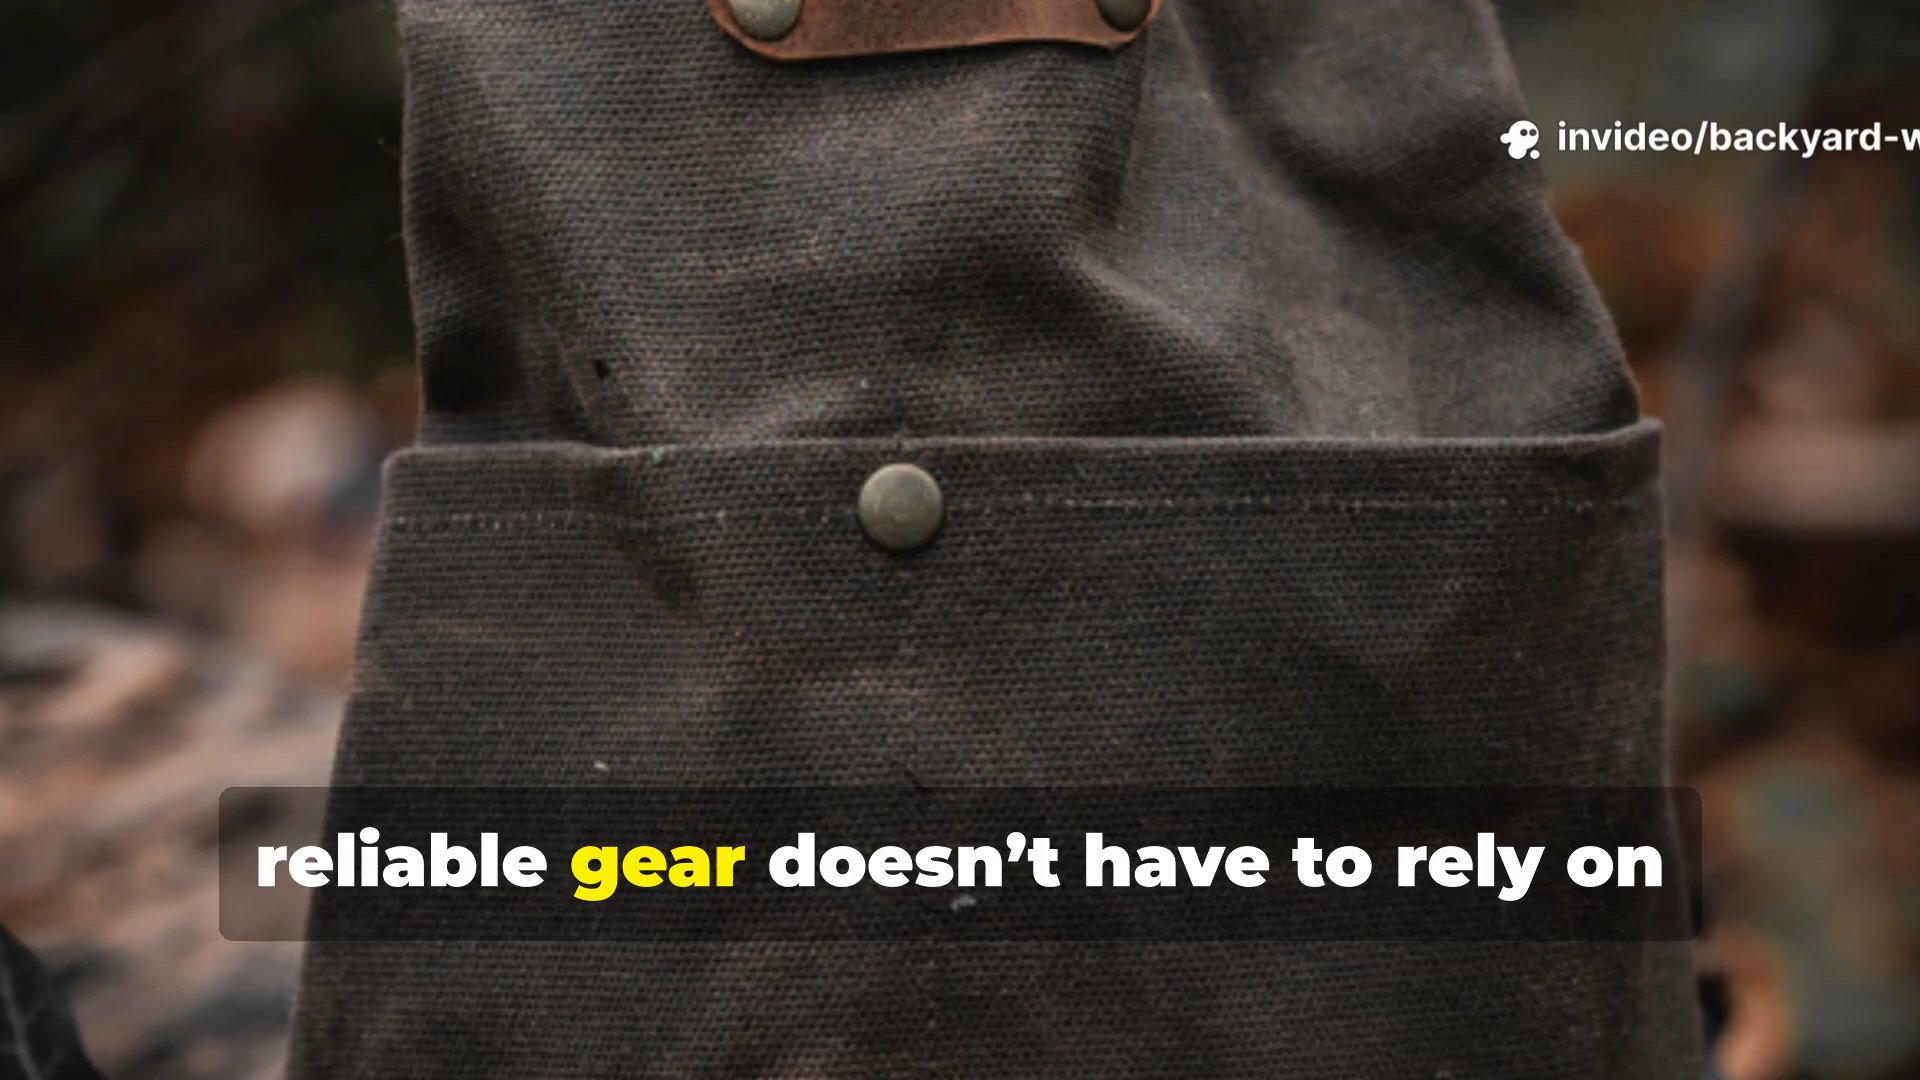 invideo/backyard-w
reliable gear doesn’t have to rely on